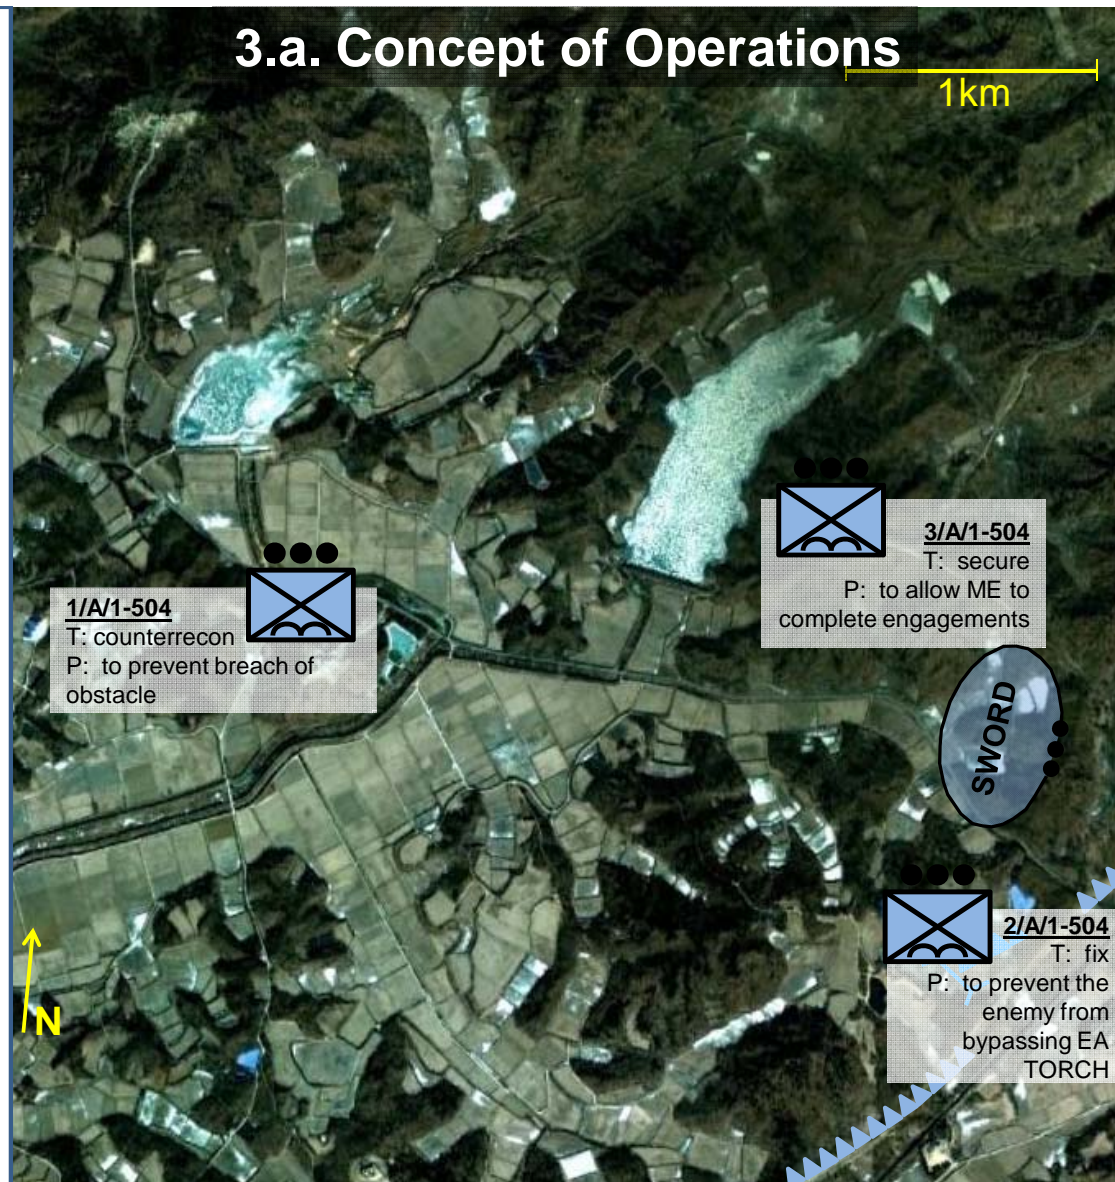 3.a. Concept of Operations
1km
3/A/1-504
T: secure
P: to allow ME to
complete engagements
1/A/1-504
T: counterrecon
P: to prevent breach of
obstacle
SWORD
2/A/1-504
T: fix
P: to prevent the
enemy from
bypassing EA
TORCH
N